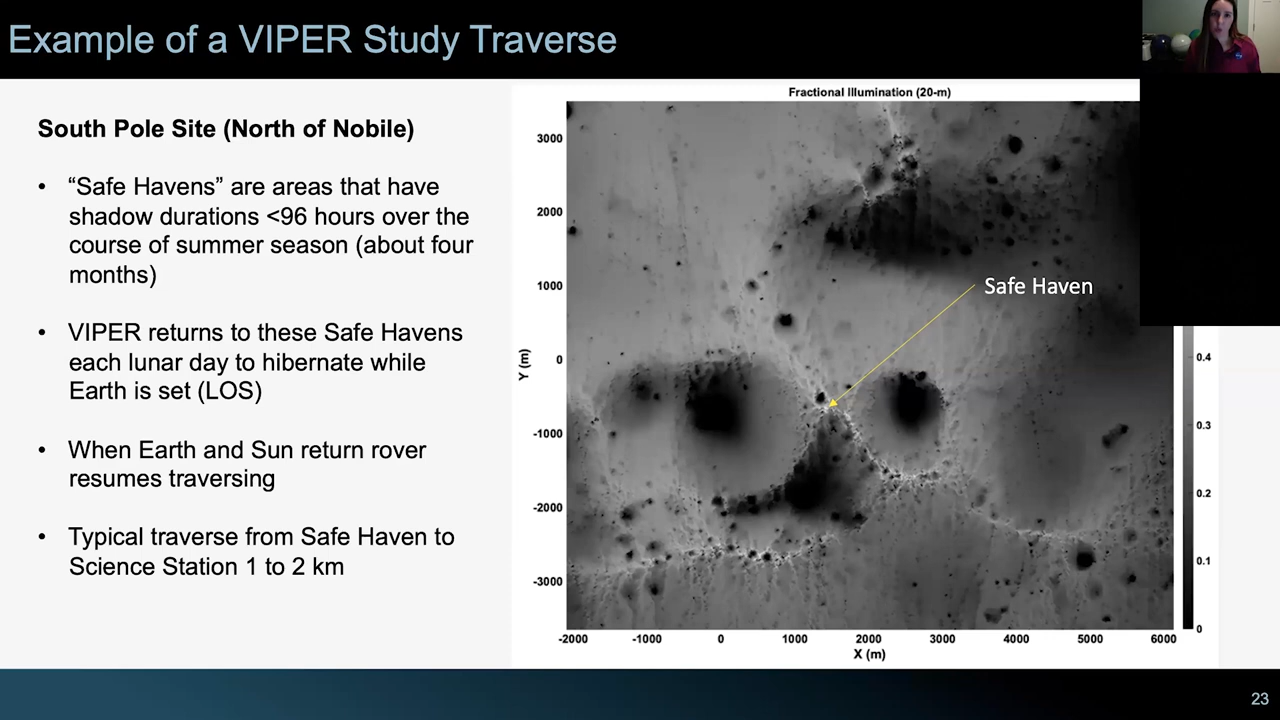 Example of a VIPER Study Traverse
South Pole Site (North of Nobile)
• “Safe Havens” are areas that have
shadow durations <96 hours over the
course of summer season (about four
months)
• VIPER returns to these Safe Havens
each lunar day to hibernate while
Earth is set (LOS)
• When Earth and Sun return rover
resumes traversing
• Typical traverse from Safe Haven to
Science Station 1 to 2 km
Fractional Illumination (20-m)
3000
2000
1000
0
-1000
-2000
-3000
Y (m)
Safe Haven
-2000 -1000 0 1000 2000 3000 4000 5000 6000
X (m)
0.4
0.3
0.2
0.1
0
23